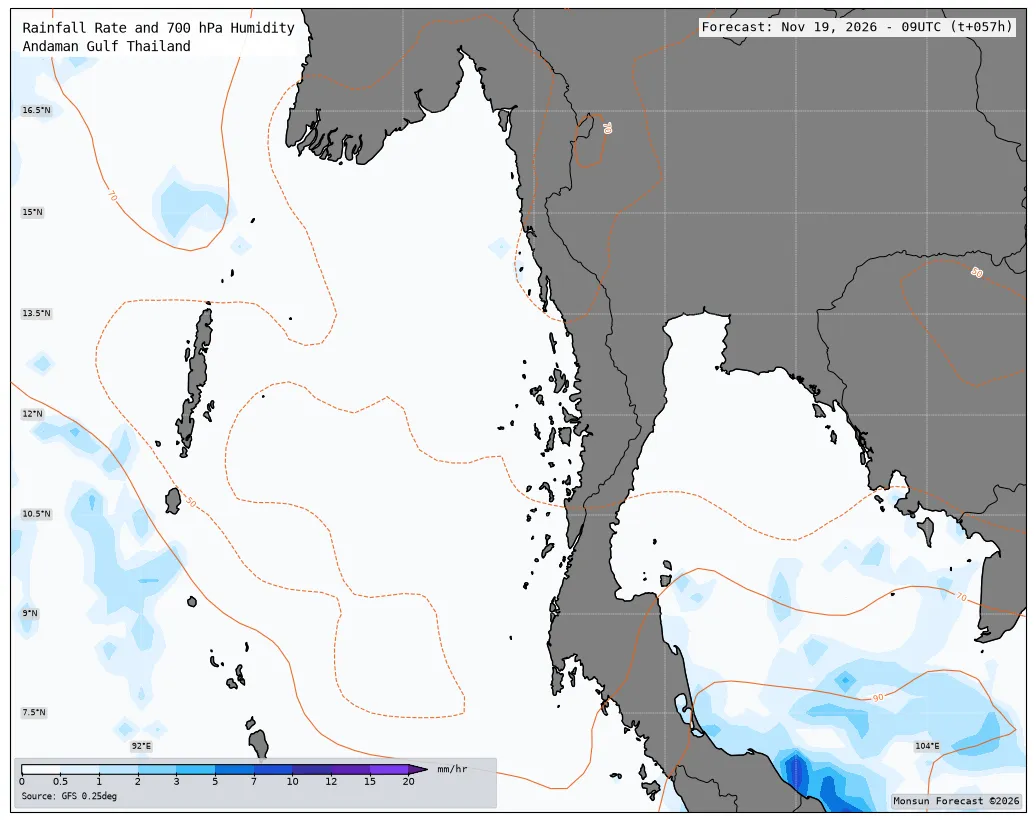 Rainfall Rate and 700 hPa Humidity
Andaman Gulf Thailand
Forecast: Nov 19, 2026 - 09UTC (t+057h)
16.5°N
70
70
15°N
50
13.5°N
12°N
50
10.5°N
9°N
70
90
7.5°N
92°E
104°E
0 0.5 1 2 3 5 7 10 12 15 20 mm/hr
Source: GFS 0.25deg
Monsun Forecast ©2026